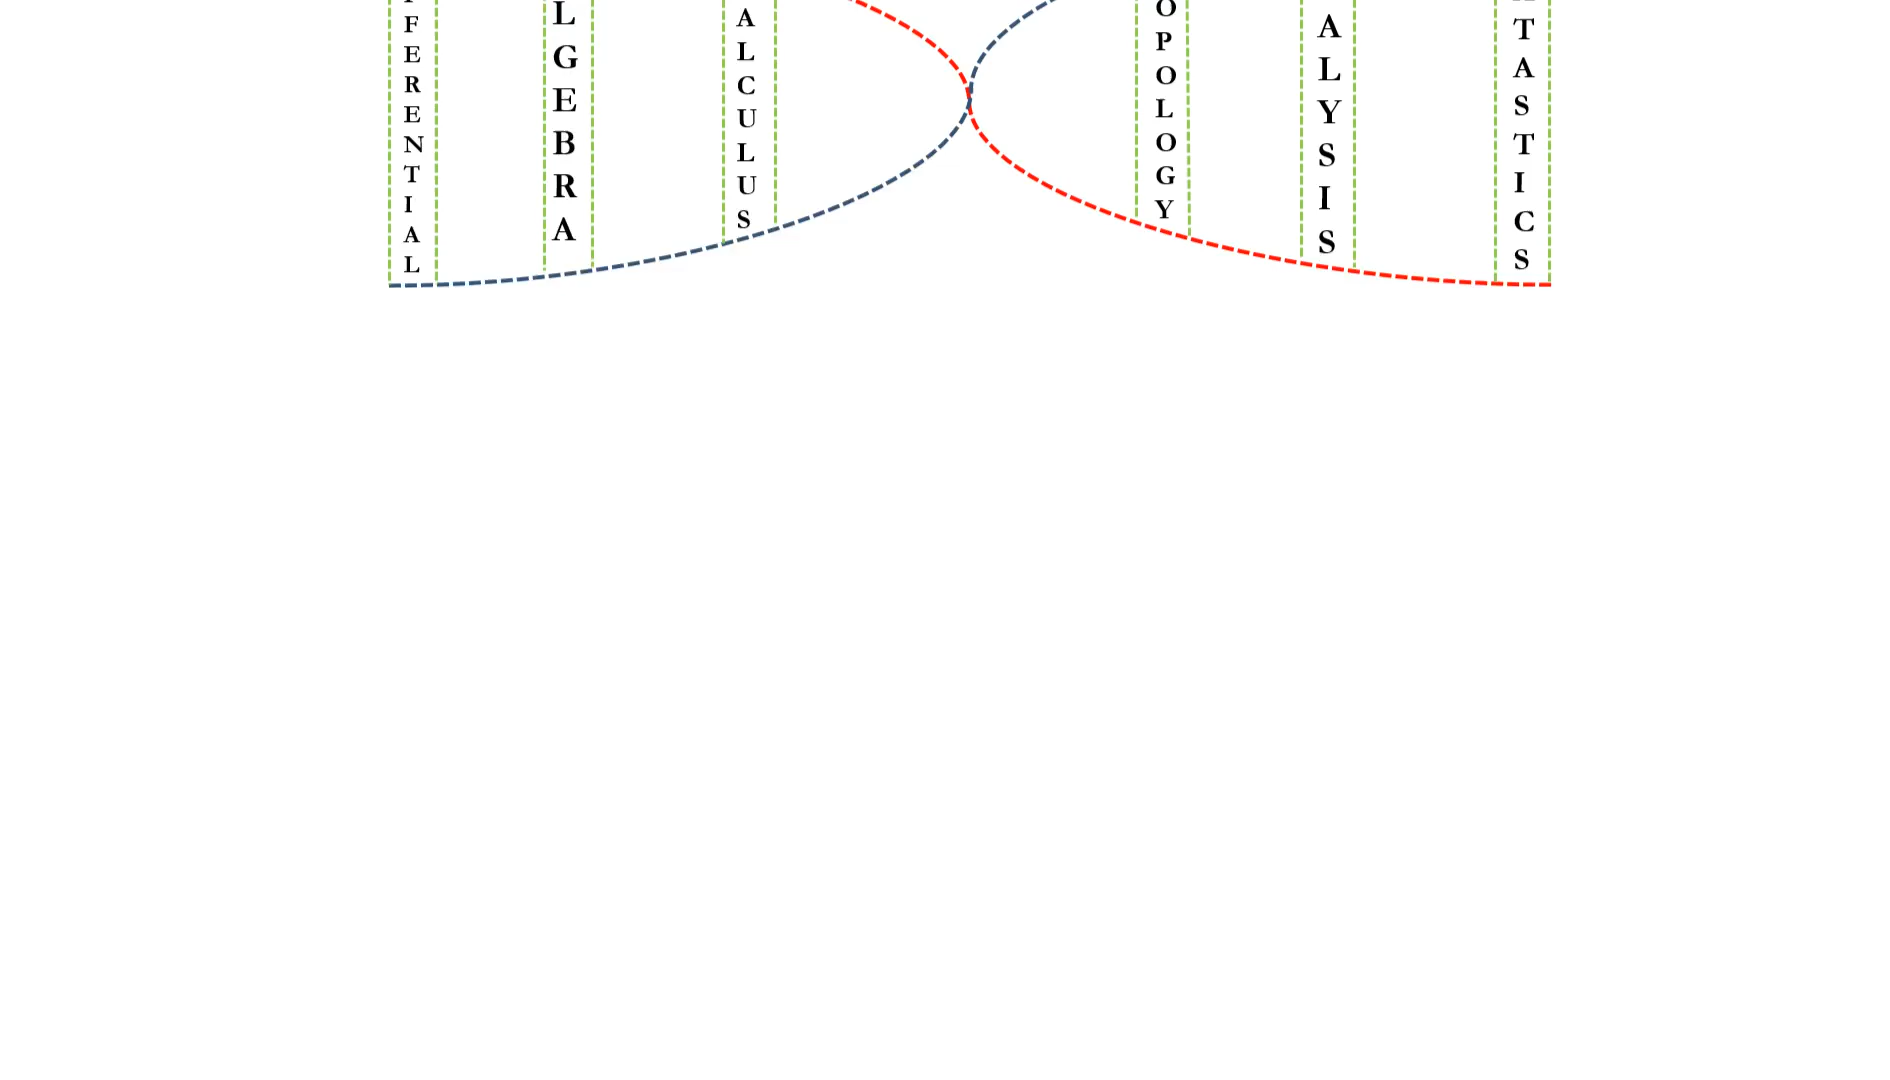 FERENTIAL
LGEBRA
ALCULUS
OPOLOGY
ALYSIS
TASTICS